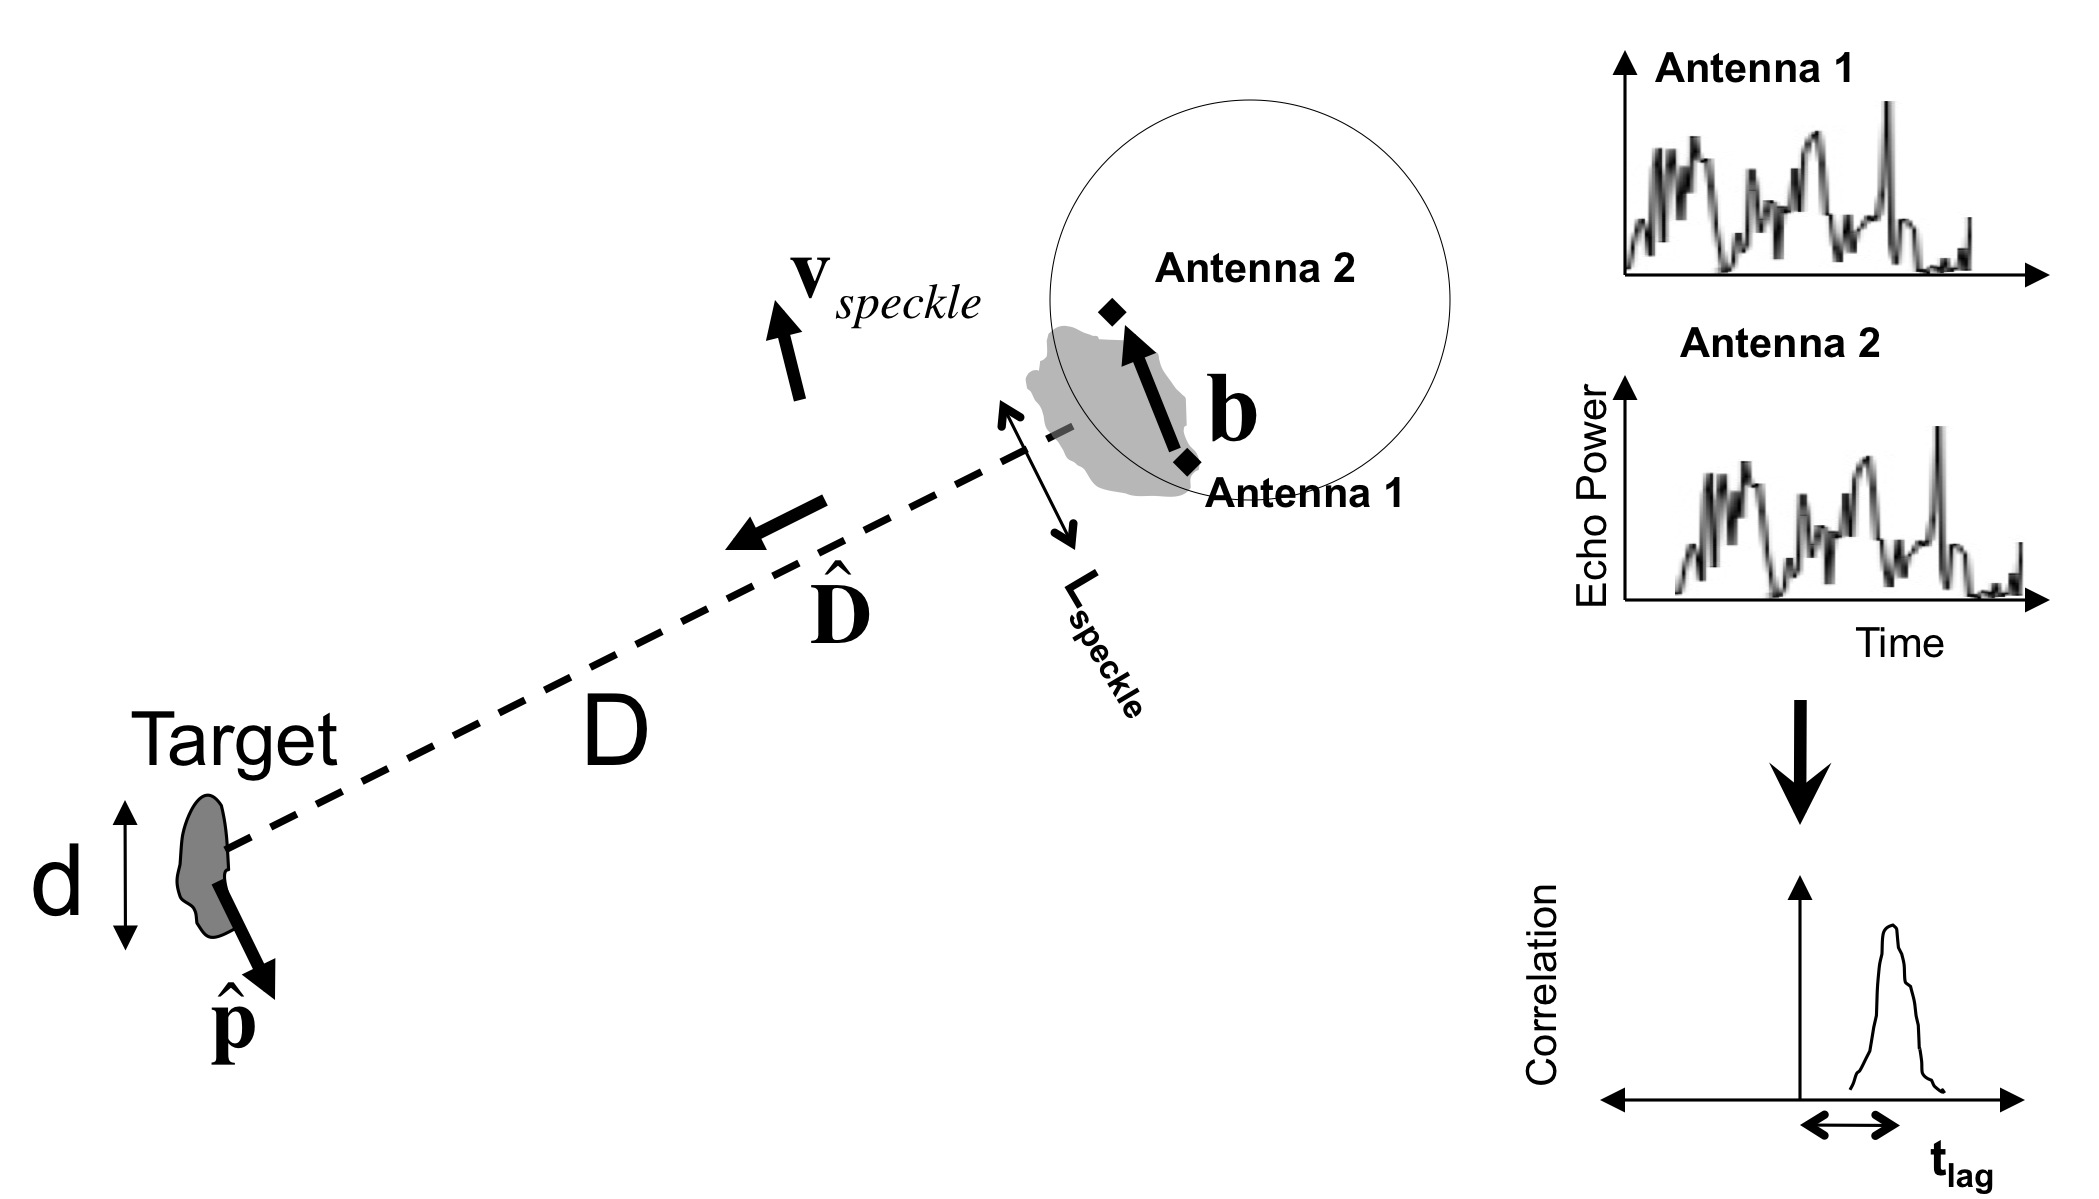 Antenna 1
v speckle
Antenna 2
b
Antenna 1
Antenna 2
Echo Power
Time
D̂
L speckle
D
Target
d
p̂
Correlation
t lag